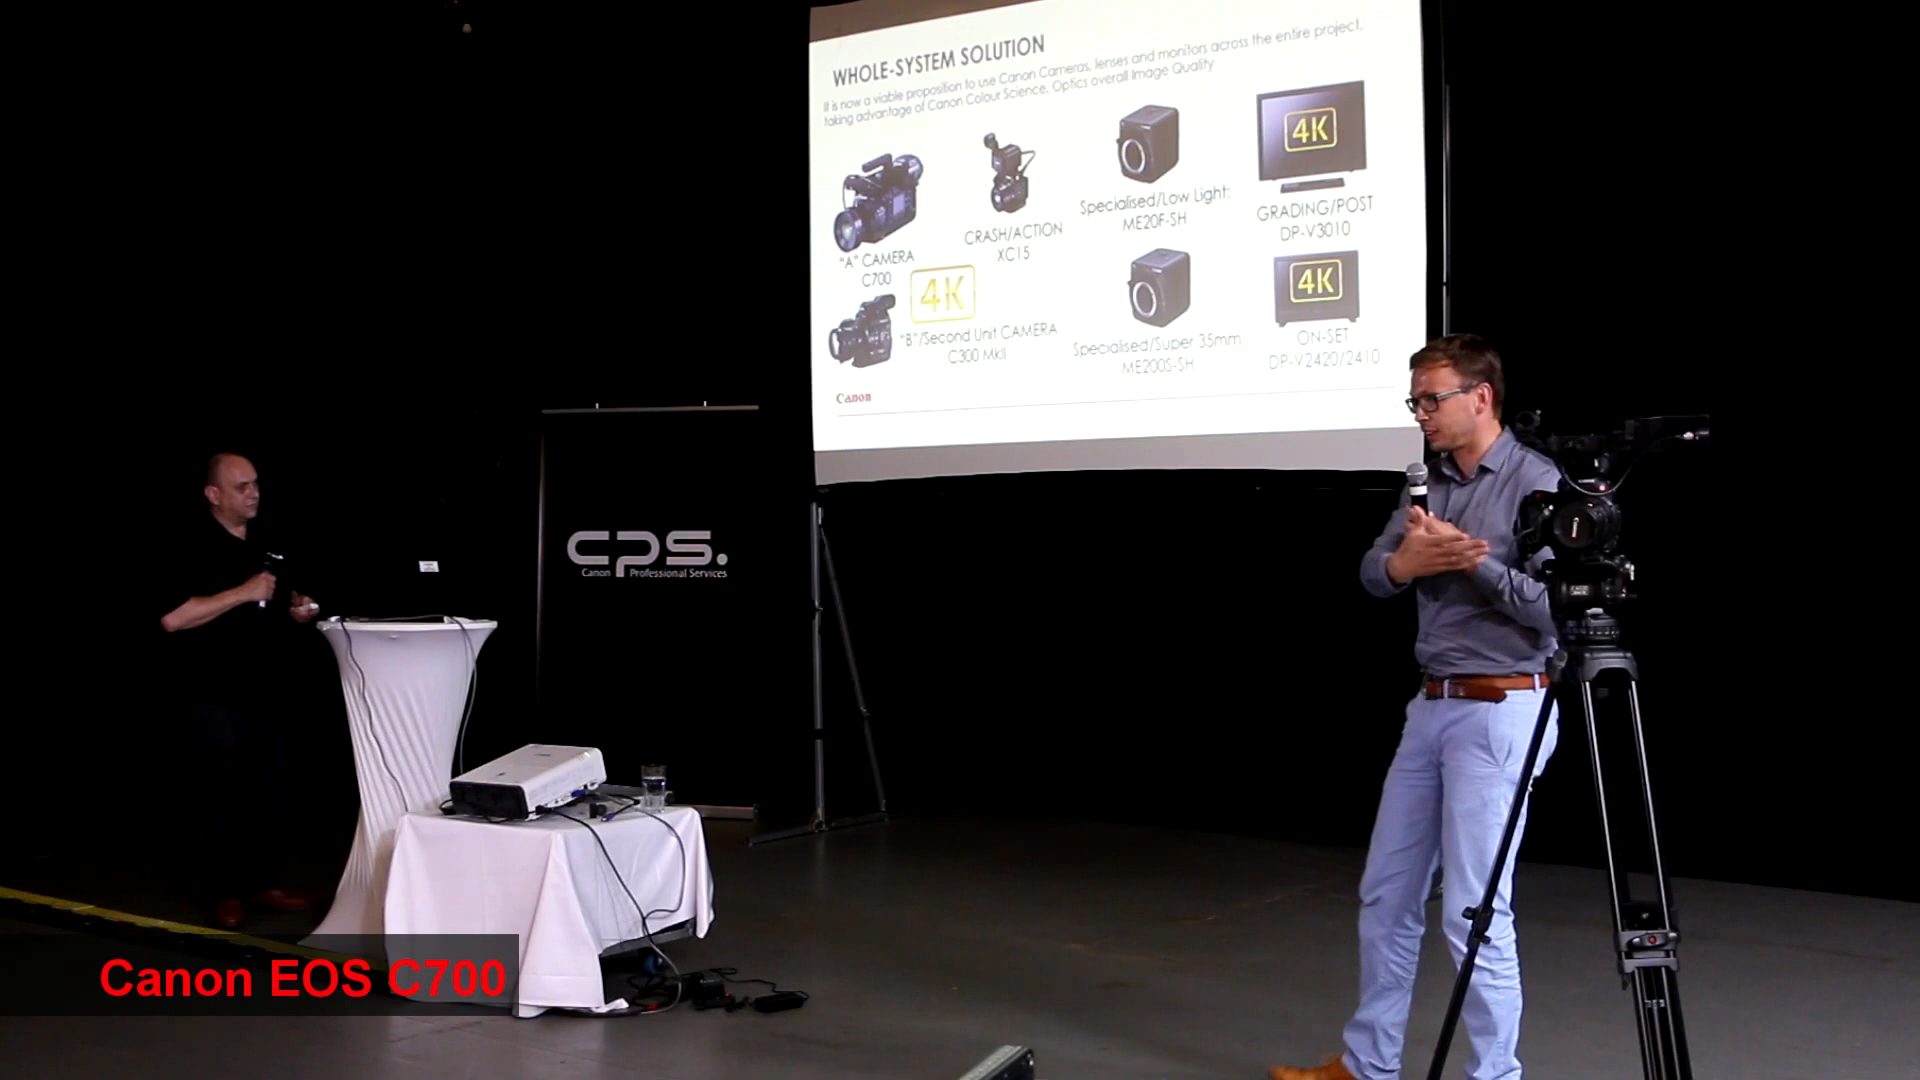 WHOLE-SYSTEM SOLUTION
It is now a viable proposition to use Canon Cameras, lenses and monitors across the entire project,
taking advantage of Canon Colour Science, Optics overall Image Quality
4K
"A" CAMERA
C700
CRASH/ACTION
XC15
Specialised/Low Light:
ME20F-SH
GRADING/POST
DP-V3010
4K
"B"/Second Unit CAMERA
C300 MkII
Specialised/Super 35mm
ME200S-SH
4K
ON-SET
DP-V2420/2410
Canon
cps.
Canon Professional Services
Canon EOS C700